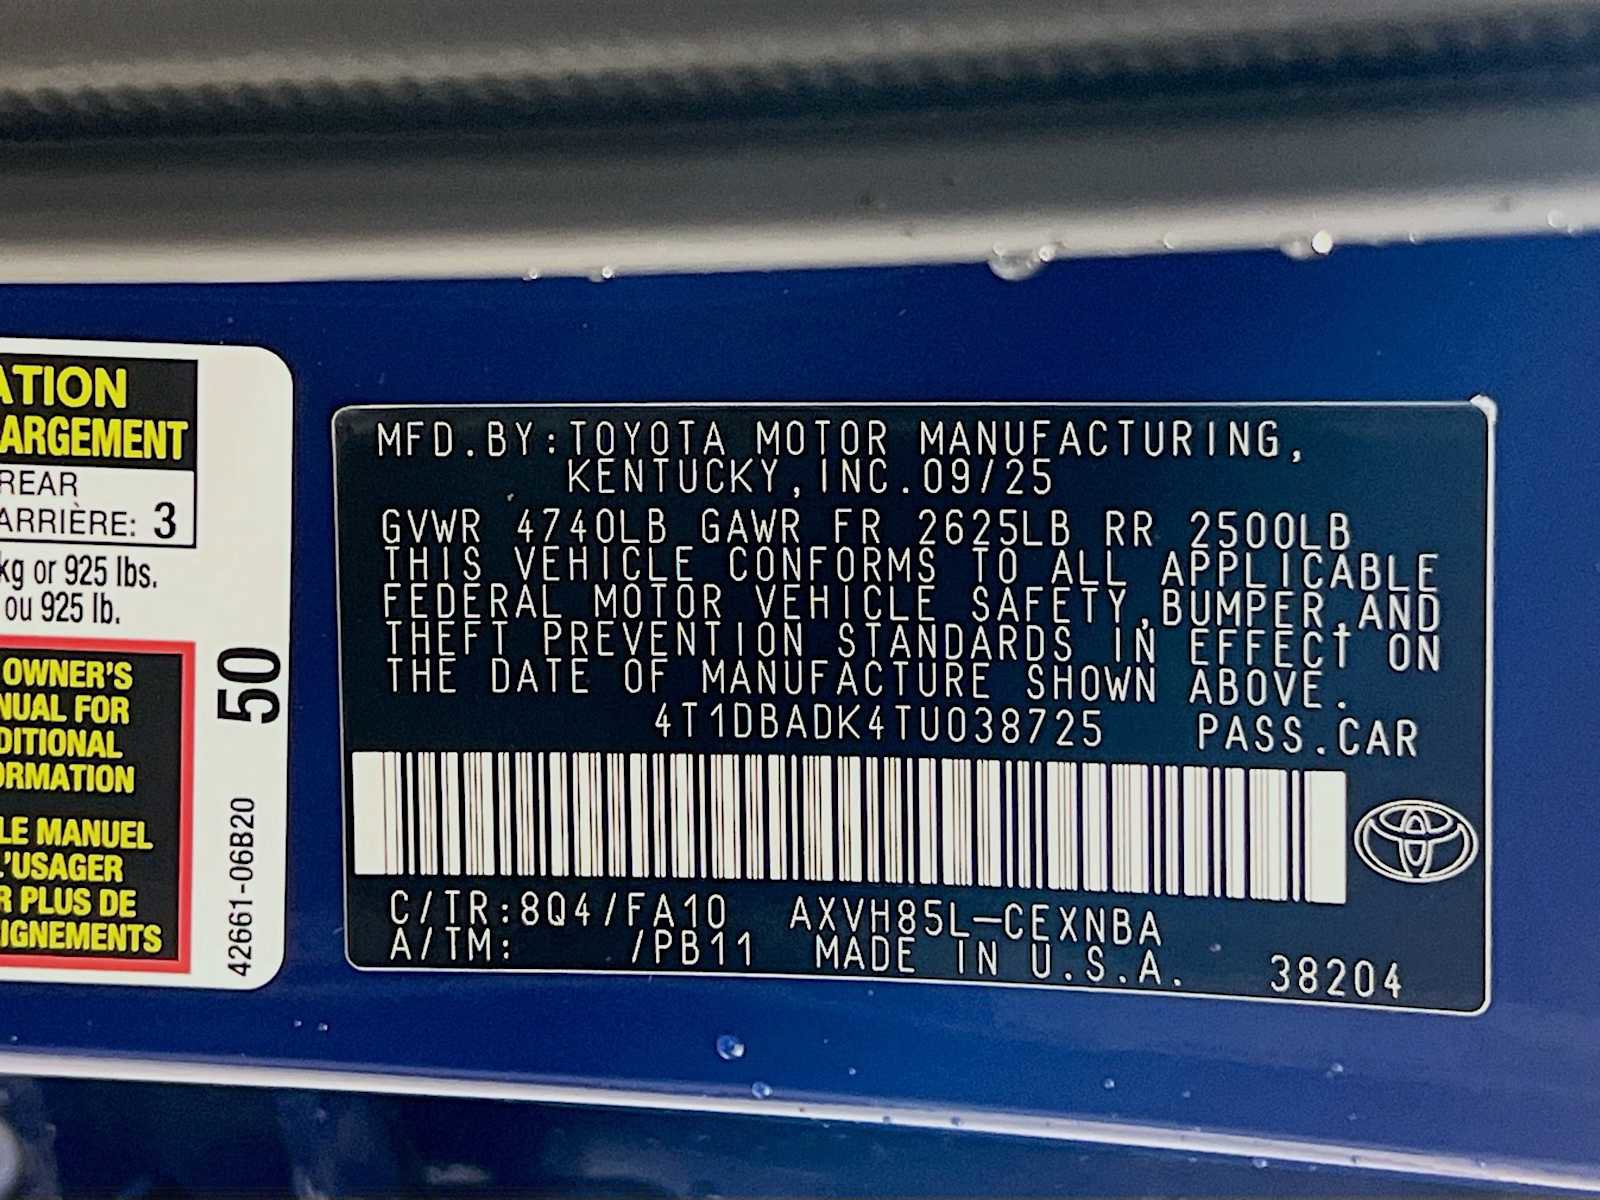 ATION
ARGEMENT
REAR
ARRIÈRE: 3
kg or 925 lbs.
ou 925 lb.
OWNER'S
NUAL FOR
DITIONAL
ORMATION
LE MANUEL
L'USAGER
R PLUS DE
IGNEMENTS
50
42661-06B20
MFD.BY:TOYOTA MOTOR MANUFACTURING,
KENTUCKY,INC.09/25
GVWR 4740LB GAWR FR 2625LB RR 2500LB
THIS VEHICLE CONFORMS TO ALL APPLICABLE
FEDERAL MOTOR VEHICLE SAFETY,BUMPER,AND
THEFT PREVENTION STANDARDS IN EFFECT ON
THE DATE OF MANUFACTURE SHOWN ABOVE.
4T1DBADK4TU038725 PASS.CAR
C/TR:8Q4/FA10 AXVH85L-CEXNBA
A/TM: /PB11 MADE IN U.S.A. 38204